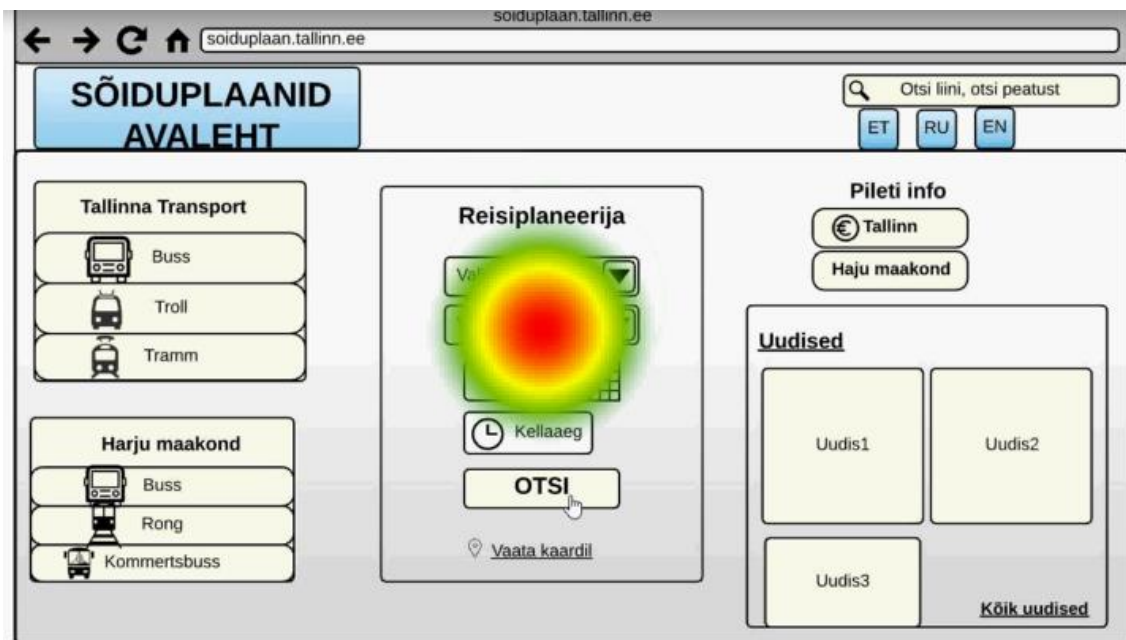 soiduplaan.tallinn.ee
soiduplaan.tallinn.ee
SÕIDUPLAANID
AVALEHT
Otsi liini, otsi peatust
ET
RU
EN
Tallinna Transport
Buss
Troll
Tramm
Harju maakond
Buss
Rong
Kommertsbuss
Reisiplaneerija
Kellaaeg
OTSI
Vaata kaardil
Pileti info
Tallinn
Haju maakond
Uudised
Uudis1
Uudis2
Uudis3
Kõik uudised